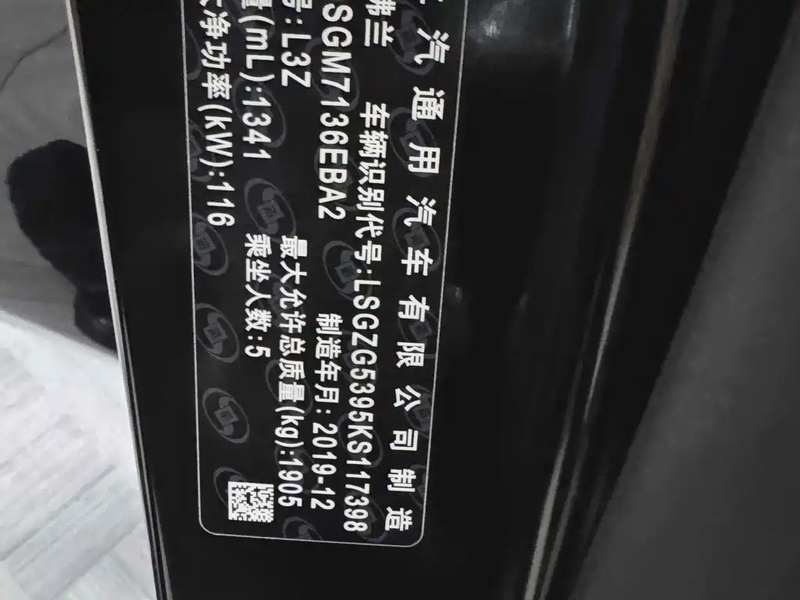 汽通用汽车有限公司制造
佛兰 车辆识别代号:LSGZG5395KS117398
SGM7136EBA2 制造年月:2019-12
号:L3Z 最大允许总质量(kg):1905
量(mL):1341 乘坐人数:5
大净功率(kW):116